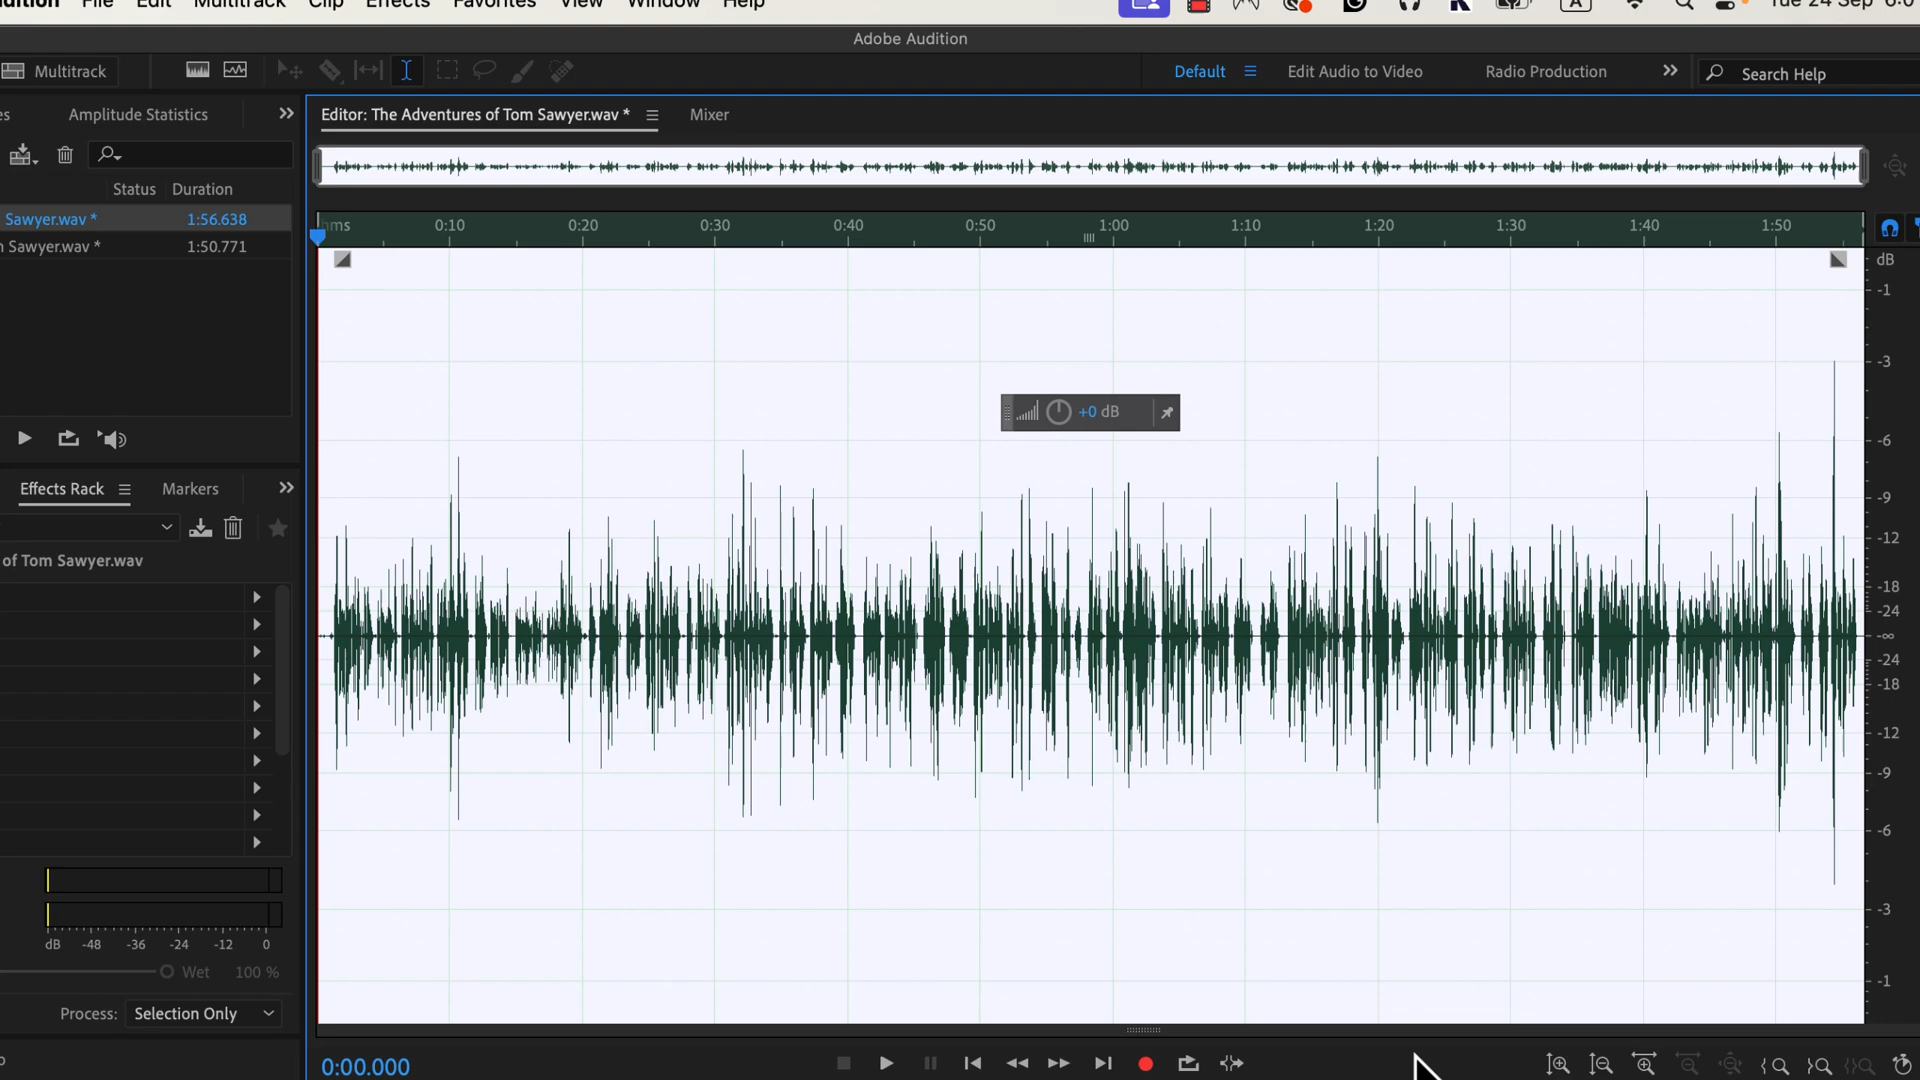 File Edit Multitrack Clip Effects Favorites View Window Help
Tue 24 Sep
Adobe Audition
Multitrack
Default
Edit Audio to Video
Radio Production
Search Help
Amplitude Statistics
Editor: The Adventures of Tom Sawyer.wav *
Mixer
Status Duration
Sawyer.wav * 1:56.638
Sawyer.wav * 1:50.771
hms 0:10 0:20 0:30 0:40 0:50 1:00 1:10 1:20 1:30 1:40 1:50
dB
-1
-3
-6
-9
-12
-18
-24
-∞
-24
-18
-12
-9
-6
-3
-1
+0 dB
Effects Rack
Markers
of Tom Sawyer.wav
dB -48 -36 -24 -12 0
Wet 100 %
Process: Selection Only
0:00.000